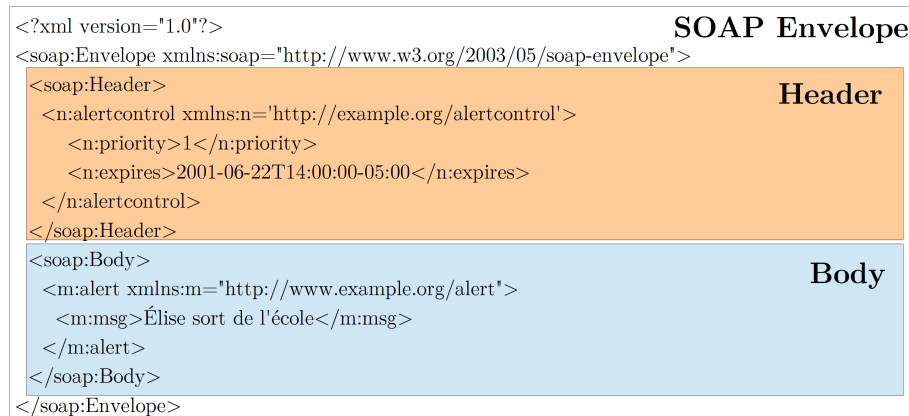 <?xml version="1.0"?>
SOAP Envelope
<soap:Envelope xmlns:soap="http://www.w3.org/2003/05/soap-envelope">
<soap:Header>
Header
<n:alertcontrol xmlns:n='http://example.org/alertcontrol'>
<n:priority>1</n:priority>
<n:expires>2001-06-22T14:00:00-05:00</n:expires>
</n:alertcontrol>
</soap:Header>
<soap:Body>
Body
<m:alert xmlns:m="http://www.example.org/alert">
<m:msg>Élise sort de l'école</m:msg>
</m:alert>
</soap:Body>
</soap:Envelope>